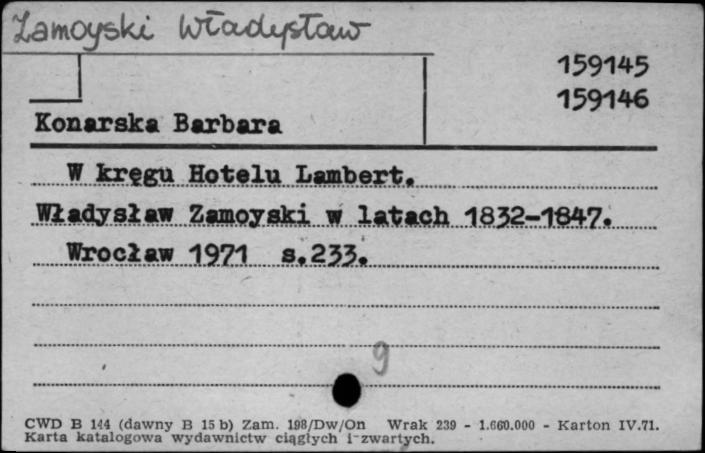 Zamoyski Władysław
159145
159146
Konarska Barbara
W kręgu Hotelu Lambert.
Władysław Zamoyski w latach 1832-1847.
Wrocław 1971 s.233.
9
CWD B 144 (dawny B 15 b) Zam. 198/Dw/On Wrak 239 - 1.660.000 - Karton IV.71.
Karta katalogowa wydawnictw ciągłych i zwartych.